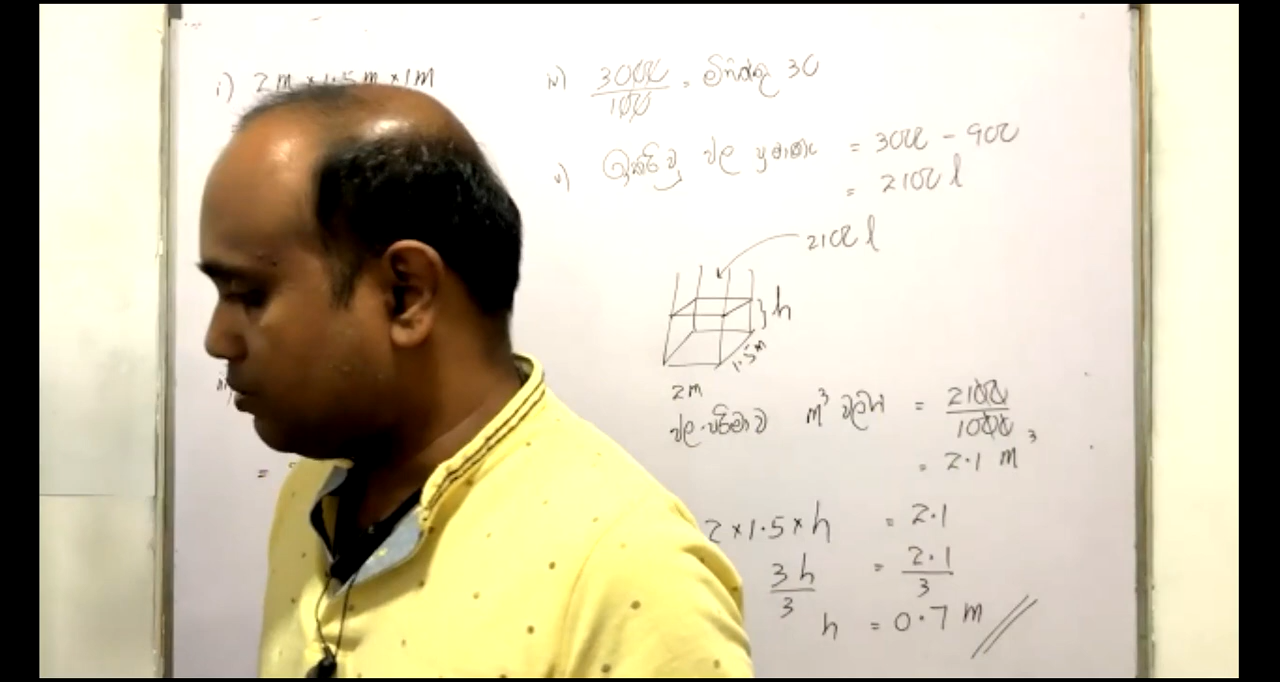 i) 2m × 1.5m × 1m
iv) 3000/100 = මිනිත්තු 30
v) ඉතිරි වූ ජල ප්‍රමාණය = 3000 - 900
= 2100 l
2100 l
h
1.5m
2m
ජල පරිමාව m³ වලින් = 2100/1000
= 2.1 m³
2 × 1.5 × h = 2.1
3h/3 = 2.1/3
h = 0.7 m